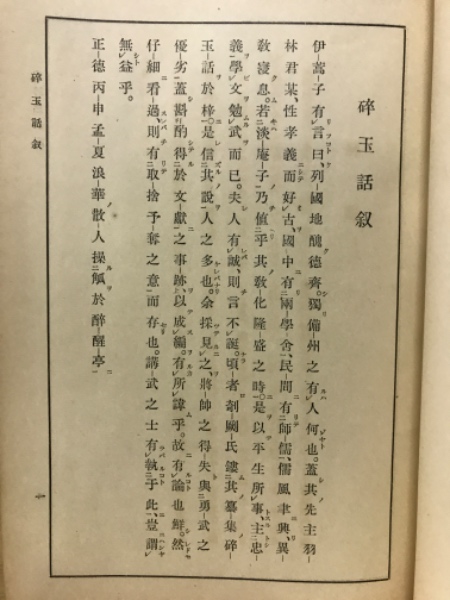 碎玉話叙
伊蒿子有言曰、列國地醜德齊。獨備州之有人何也。蓋其先主羽
林君某、性孝義而好古、國中有兩學舍、民間有師儒、儒風聿興、異
敎寖息。若淡庵子乃値乎其敎化隆盛之時。是以平生所事、主忠
義、學文勉武而已。夫人有誠、則言不誣。頃者剞劂氏鏤其纂集碎
玉話於梓。是信其說人之多也。余採見之、將帥之得失與勇武之
優劣、蓋斟酌得於文獻之事跡、以成編。有所諱乎。故有論也鮮。然
仔細看過、則有取捨予奪之意而存也。講武之士有執于此、豈謂
無益乎。
正德丙申孟夏浪華散人操觚於醉醒亭
碎玉話叙